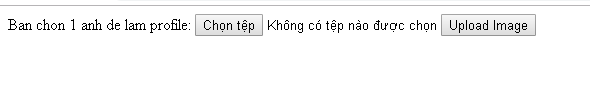 Ban chon 1 anh de lam profile: Chọn tệp Không có tệp nào được chọn Upload Image